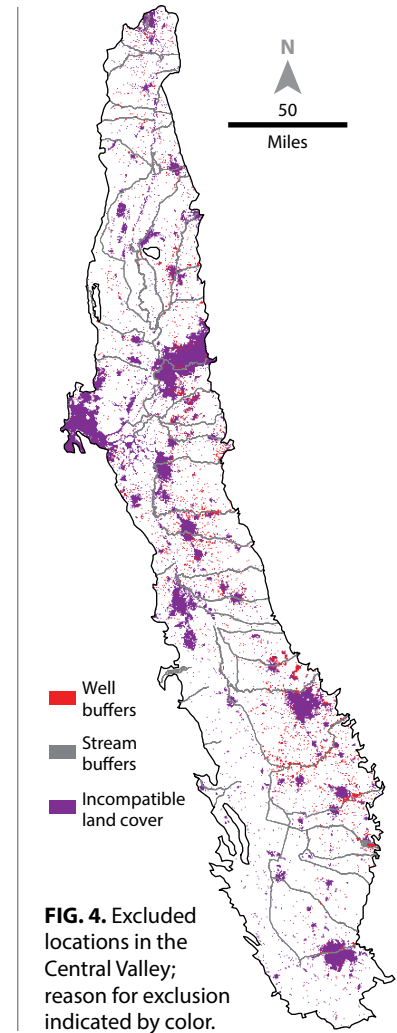 N
50
Miles
Well
buffers
Stream
buffers
Incompatible
land cover
FIG. 4. Excluded
locations in the
Central Valley;
reason for exclusion
indicated by color.